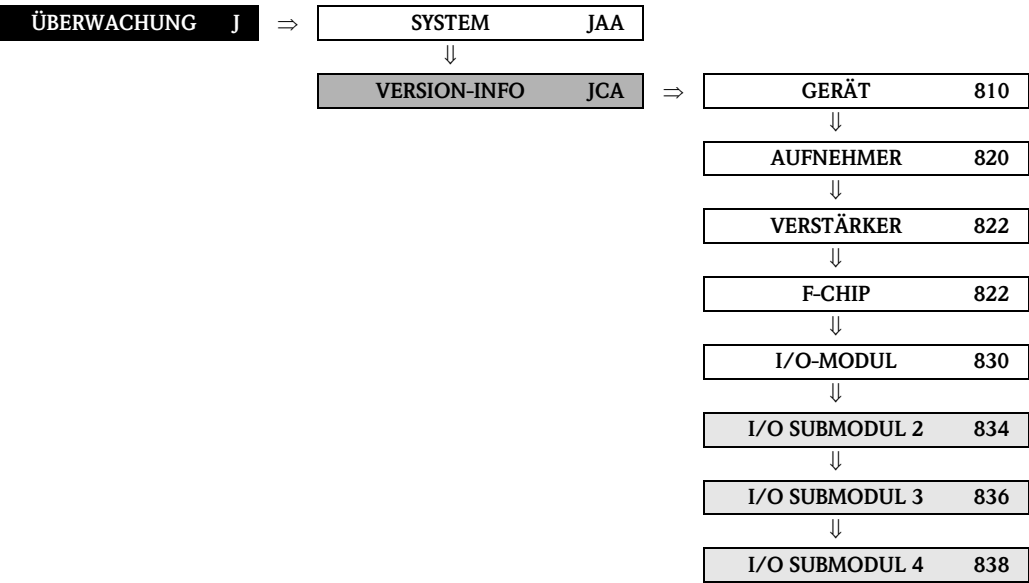 ÜBERWACHUNG J ⇒ SYSTEM JAA
⇓
VERSION-INFO JCA ⇒ GERÄT 810
⇓
AUFNEHMER 820
⇓
VERSTÄRKER 822
⇓
F-CHIP 822
⇓
I/O-MODUL 830
⇓
I/O SUBMODUL 2 834
⇓
I/O SUBMODUL 3 836
⇓
I/O SUBMODUL 4 838